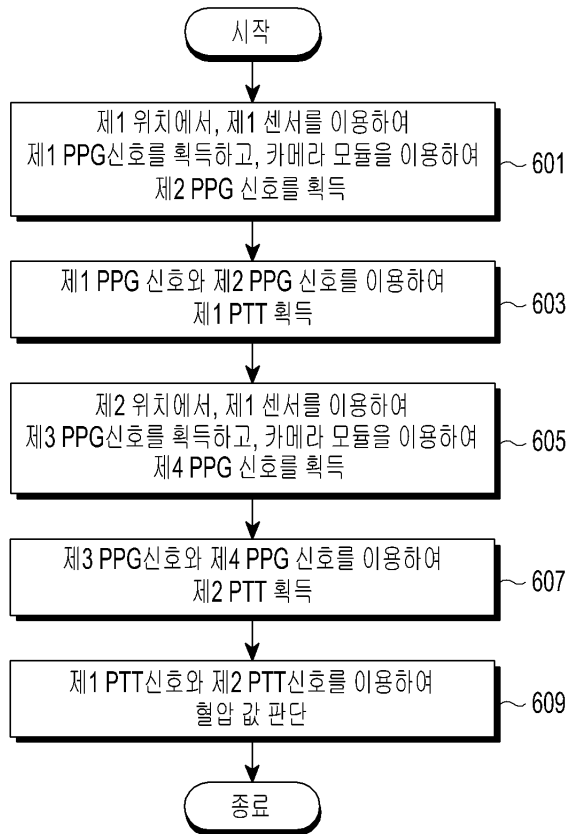 시작
제1 위치에서, 제1 센서를 이용하여
제1 PPG신호를 획득하고, 카메라 모듈을 이용하여
제2 PPG 신호를 획득
601
제1 PPG 신호와 제2 PPG 신호를 이용하여
제1 PTT 획득
603
제2 위치에서, 제1 센서를 이용하여
제3 PPG신호를 획득하고, 카메라 모듈을 이용하여
제4 PPG 신호를 획득
605
제3 PPG신호와 제4 PPG 신호를 이용하여
제2 PTT 획득
607
제1 PTT신호와 제2 PTT신호를 이용하여
혈압 값 판단
609
종료